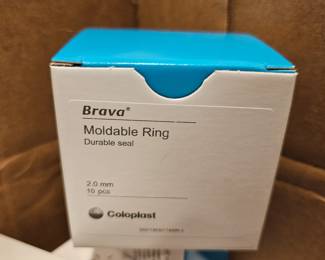 Brava®
Moldable Ring
Durable seal
2.0 mm
10 pcs
Coloplast